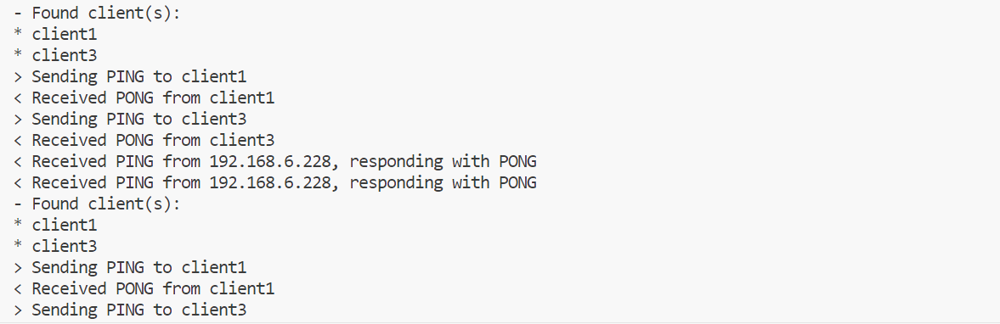 - Found client(s):
* client1
* client3
> Sending PING to client1
< Received PONG from client1
> Sending PING to client3
< Received PONG from client3
< Received PING from 192.168.6.228, responding with PONG
< Received PING from 192.168.6.228, responding with PONG
- Found client(s):
* client1
* client3
> Sending PING to client1
< Received PONG from client1
> Sending PING to client3